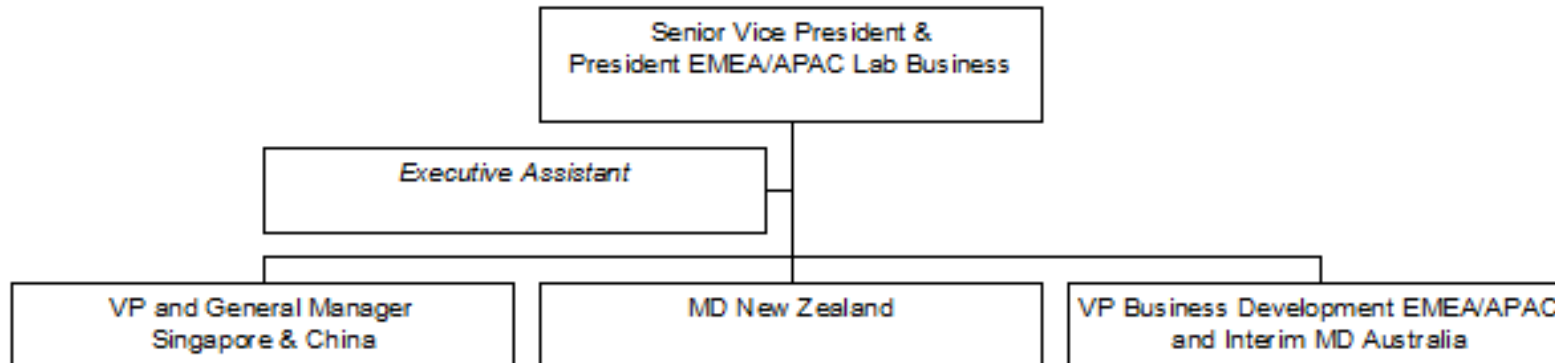 Senior Vice President &
President EMEA/APAC Lab Business
Executive Assistant
VP and General Manager
Singapore & China
MD New Zealand
VP Business Development EMEA/APAC
and Interim MD Australia